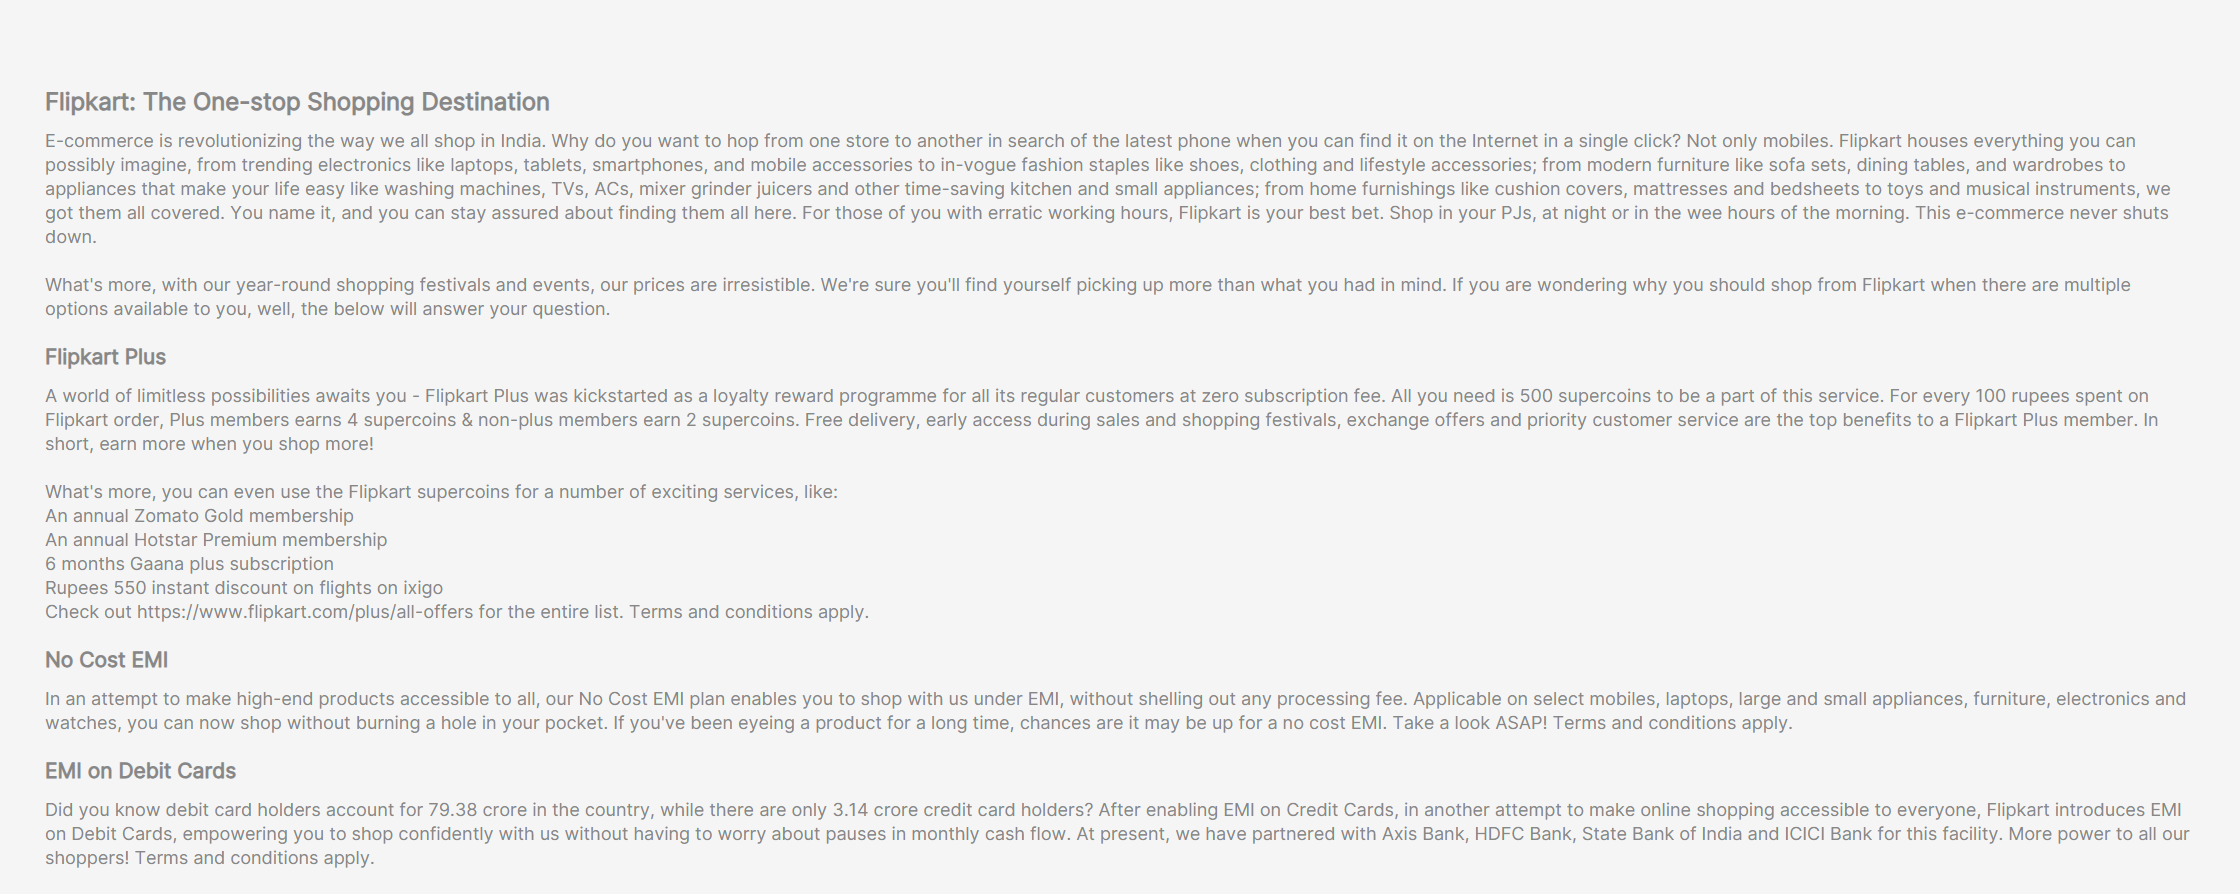 Flipkart: The One-stop Shopping Destination
E-commerce is revolutionizing the way we all shop in India. Why do you want to hop from one store to another in search of the latest phone when you can find it on the Internet in a single click? Not only mobiles. Flipkart houses everything you can
possibly imagine, from trending electronics like laptops, tablets, smartphones, and mobile accessories to in-vogue fashion staples like shoes, clothing and lifestyle accessories; from modern furniture like sofa sets, dining tables, and wardrobes to
appliances that make your life easy like washing machines, TVs, ACs, mixer grinder juicers and other time-saving kitchen and small appliances; from home furnishings like cushion covers, mattresses and bedsheets to toys and musical instruments, we
got them all covered. You name it, and you can stay assured about finding them all here. For those of you with erratic working hours, Flipkart is your best bet. Shop in your PJs, at night or in the wee hours of the morning. This e-commerce never shuts
down.
What's more, with our year-round shopping festivals and events, our prices are irresistible. We're sure you'll find yourself picking up more than what you had in mind. If you are wondering why you should shop from Flipkart when there are multiple
options available to you, well, the below will answer your question.
Flipkart Plus
A world of limitless possibilities awaits you - Flipkart Plus was kickstarted as a loyalty reward programme for all its regular customers at zero subscription fee. All you need is 500 supercoins to be a part of this service. For every 100 rupees spent on
Flipkart order, Plus members earns 4 supercoins & non-plus members earn 2 supercoins. Free delivery, early access during sales and shopping festivals, exchange offers and priority customer service are the top benefits to a Flipkart Plus member. In
short, earn more when you shop more!
What's more, you can even use the Flipkart supercoins for a number of exciting services, like:
An annual Zomato Gold membership
An annual Hotstar Premium membership
6 months Gaana plus subscription
Rupees 550 instant discount on flights on ixigo
Check out https://www.flipkart.com/plus/all-offers for the entire list. Terms and conditions apply.
No Cost EMI
In an attempt to make high-end products accessible to all, our No Cost EMI plan enables you to shop with us under EMI, without shelling out any processing fee. Applicable on select mobiles, laptops, large and small appliances, furniture, electronics and
watches, you can now shop without burning a hole in your pocket. If you've been eyeing a product for a long time, chances are it may be up for a no cost EMI. Take a look ASAP! Terms and conditions apply.
EMI on Debit Cards
Did you know debit card holders account for 79.38 crore in the country, while there are only 3.14 crore credit card holders? After enabling EMI on Credit Cards, in another attempt to make online shopping accessible to everyone, Flipkart introduces EMI
on Debit Cards, empowering you to shop confidently with us without having to worry about pauses in monthly cash flow. At present, we have partnered with Axis Bank, HDFC Bank, State Bank of India and ICICI Bank for this facility. More power to all our
shoppers! Terms and conditions apply.